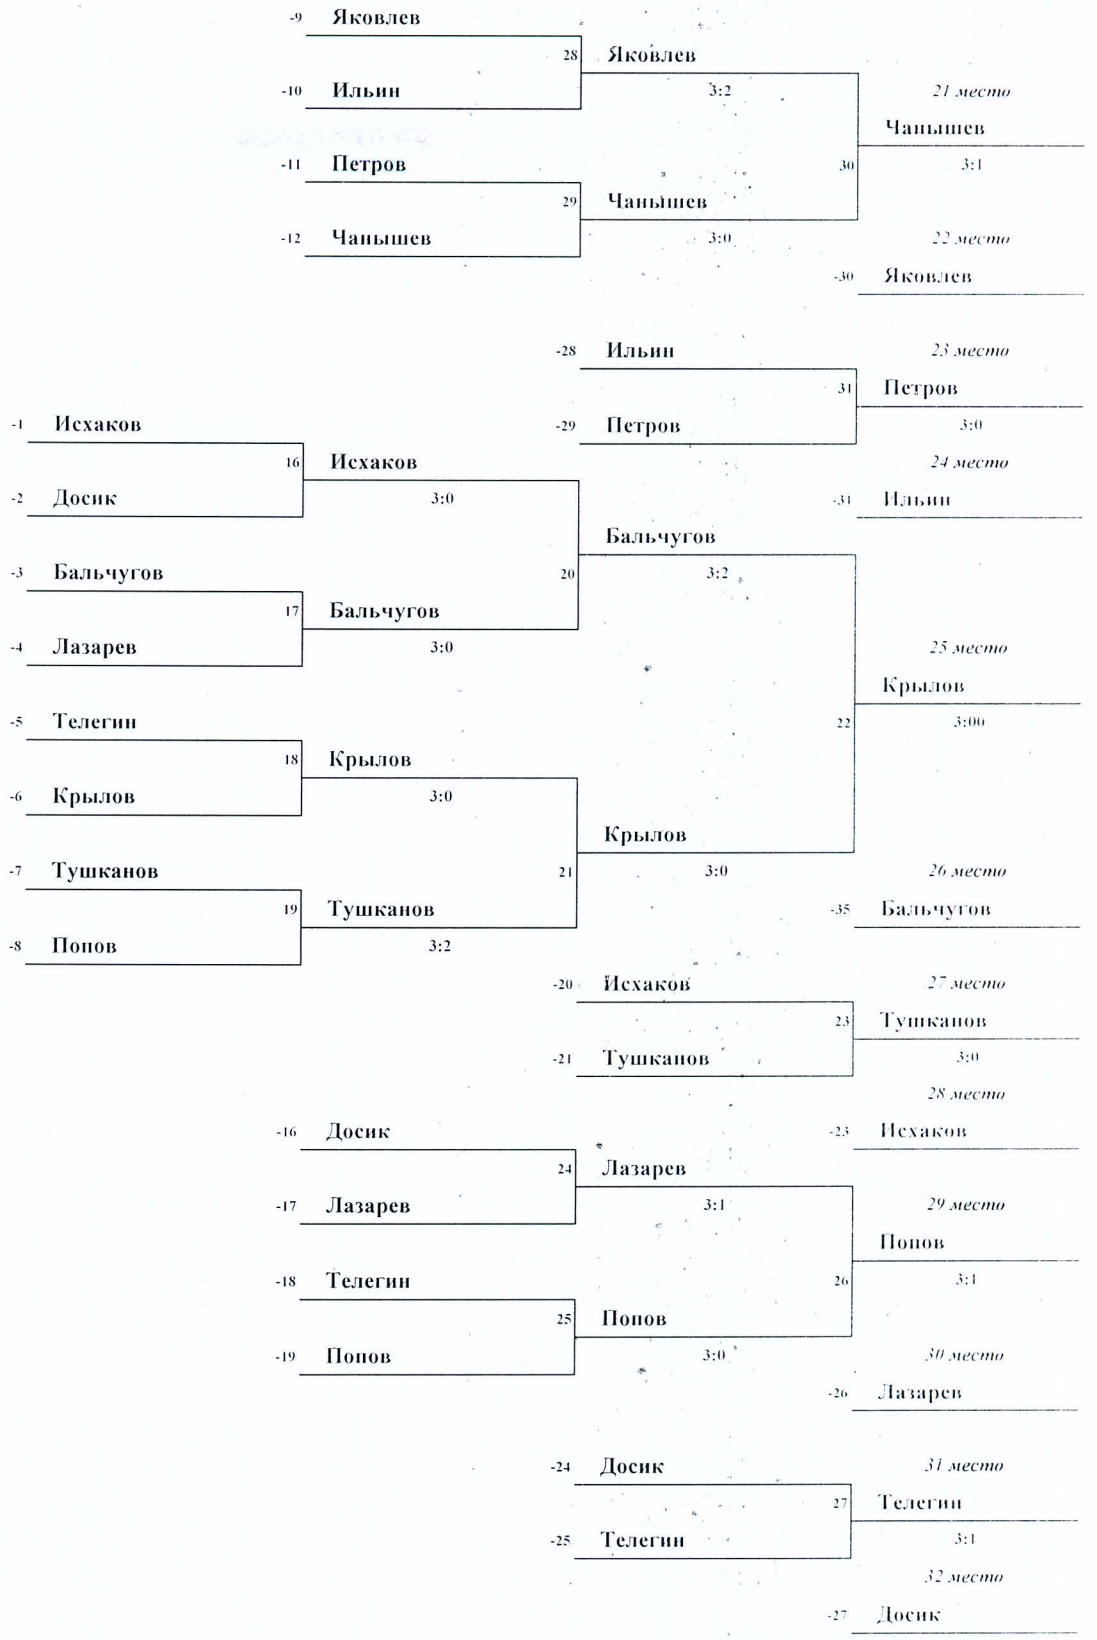 -9 Яковлев
28 Яковлев
-10 Ильин 3:2 21 место
Чанышев
-11 Петров 30 3:1
29 Чанышев
-12 Чанышев 3:0 22 место
-30 Яковлев
-28 Ильин 23 место
31 Петров
-1 Исхаков -29 Петров 3:0
16 Исхаков 24 место
-2 Досик 3:0 -31 Ильин
Бальчугов
-3 Бальчугов 20 3:2
17 Бальчугов
-4 Лазарев 3:0 25 место
Крылов
-5 Телегин 22 3:00
18 Крылов
-6 Крылов 3:0
Крылов
-7 Тушканов 21 3:0 26 место
19 Тушканов -35 Бальчугов
-8 Попов 3:2
-20 Исхаков 27 место
23 Тушканов
-21 Тушканов 3:0
28 место
-16 Досик -23 Исхаков
24 Лазарев
-17 Лазарев 3:1 29 место
Попов
-18 Телегин 26 3:1
25 Попов
-19 Попов 3:0 30 место
-26 Лазарев
-24 Досик 31 место
27 Телегин
-25 Телегин 3:1
32 место
-27 Досик